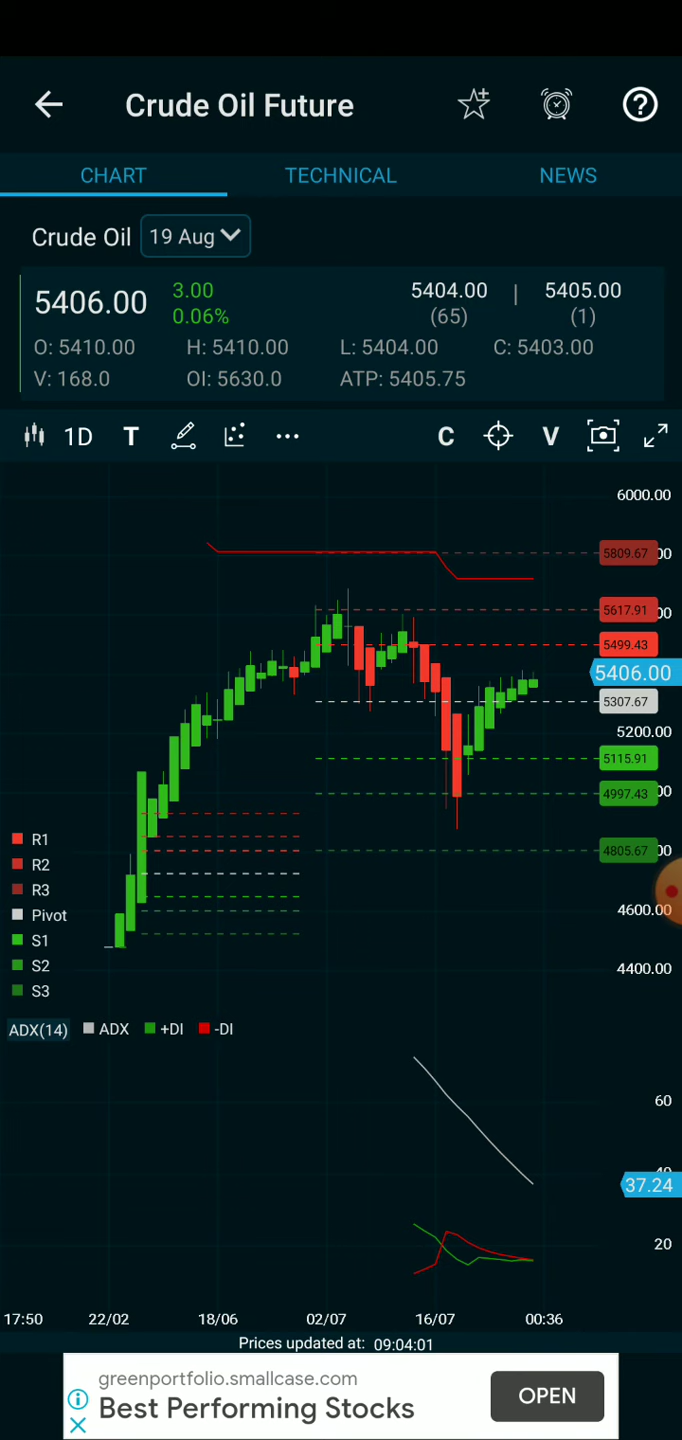 Crude Oil Future
CHART TECHNICAL NEWS
Crude Oil 19 Aug
5406.00 3.00 0.06% 5404.00 (65) | 5405.00 (1)
O: 5410.00 H: 5410.00 L: 5404.00 C: 5403.00
V: 168.0 OI: 5630.0 ATP: 5405.75
1D T C V
6000.00
5809.67
5617.91
5499.43
5406.00
5307.67
5200.00
5115.91
4997.43
4805.67
4600.00
4400.00
R1
R2
R3
Pivot
S1
S2
S3
ADX(14) ADX +DI -DI
60
37.24
20
17:50 22/02 18/06 02/07 16/07 00:36
Prices updated at: 09:04:01
greenportfolio.smallcase.com
Best Performing Stocks
OPEN